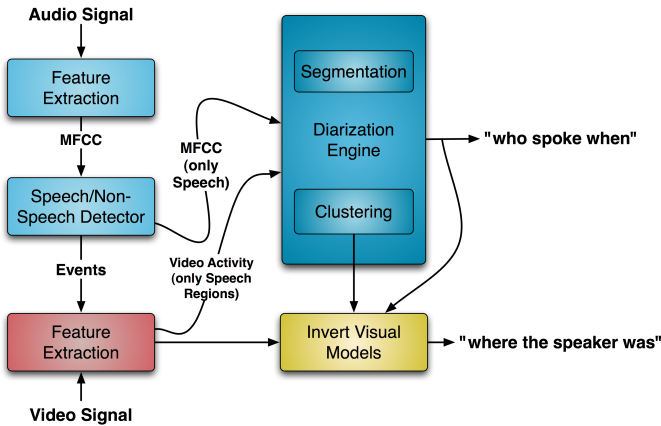 Audio Signal
Feature
Extraction
MFCC
Speech/Non-
Speech Detector
Events
Feature
Extraction
Video Signal
MFCC
(only
Speech)
Video Activity
(only Speech
Regions)
Segmentation
Diarization
Engine
Clustering
Invert Visual
Models
"who spoke when"
"where the speaker was"